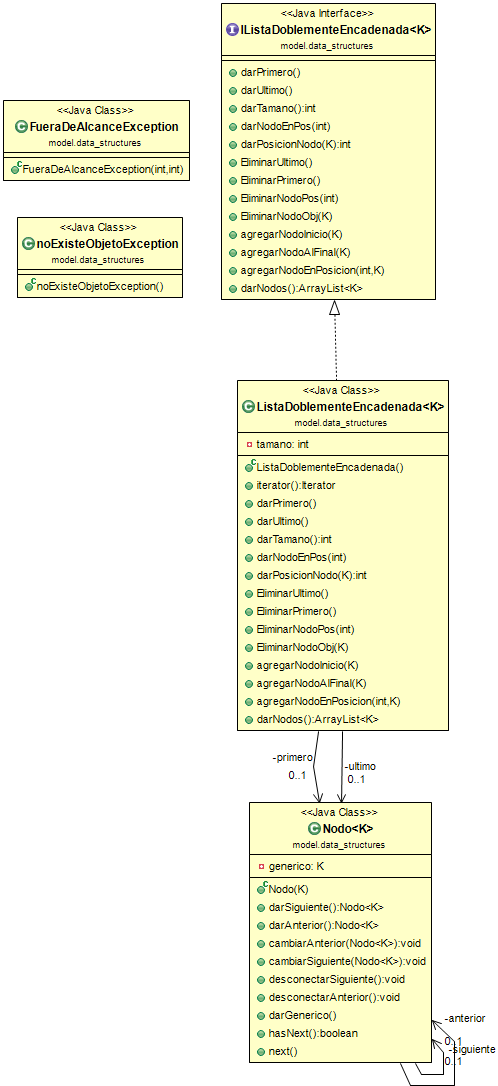 <<Java Interface>>
IListaDoblementeEncadenada<K>
model.data_structures
darPrimero()
darUltimo()
darTamano():int
darNodoEnPos(int)
darPosicionNodo(K):int
EliminarUltimo()
EliminarPrimero()
EliminarNodoPos(int)
EliminarNodoObj(K)
agregarNodoInicio(K)
agregarNodoAlFinal(K)
agregarNodoEnPosicion(int,K)
darNodos():ArrayList<K>
<<Java Class>>
FueraDeAlcanceException
model.data_structures
FueraDeAlcanceException(int,int)
<<Java Class>>
noExisteObjetoException
model.data_structures
noExisteObjetoException()
<<Java Class>>
ListaDoblementeEncadenada<K>
model.data_structures
tamano: int
ListaDoblementeEncadenada()
iterator():Iterator
darPrimero()
darUltimo()
darTamano():int
darNodoEnPos(int)
darPosicionNodo(K):int
EliminarUltimo()
EliminarPrimero()
EliminarNodoPos(int)
EliminarNodoObj(K)
agregarNodoInicio(K)
agregarNodoAlFinal(K)
agregarNodoEnPosicion(int,K)
darNodos():ArrayList<K>
-primero
0..1
-ultimo
0..1
<<Java Class>>
Nodo<K>
model.data_structures
generico: K
Nodo(K)
darSiguiente():Nodo<K>
darAnterior():Nodo<K>
cambiarAnterior(Nodo<K>):void
cambiarSiguiente(Nodo<K>):void
desconectarSiguiente():void
desconectarAnterior():void
darGenerico()
hasNext():boolean
next()
-anterior
0..1
-siguiente
0..1